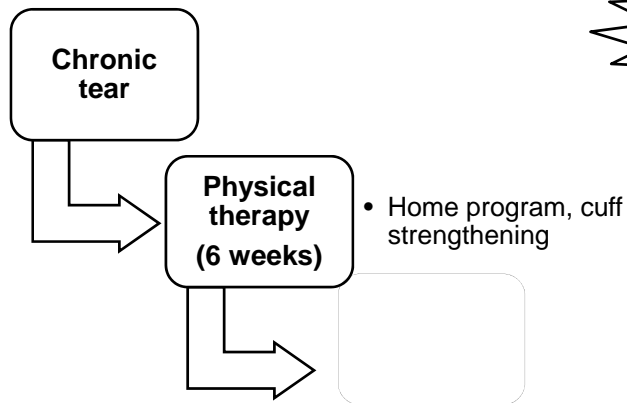 Chronic
tear
Physical
therapy
(6 weeks)
• Home program, cuff
strengthening